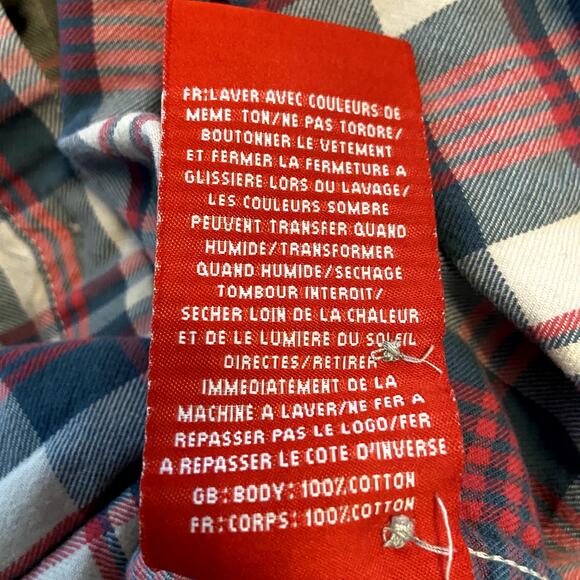 FR:LAVER AVEC COULEURS DE
MEME TON/NE PAS TORDRE/
BOUTONNER LE VETEMENT
ET FERMER LA FERMETURE A
GLISSIERE LORS DU LAVAGE/
LES COULEURS SOMBRE
PEUVENT TRANSFER QUAND
HUMIDE/TRANSFORMER
QUAND HUMIDE/SECHAGE
TOMBOUR INTERDIT/
SECHER LOIN DE LA CHALEUR
ET DE LE LUMIERE DU SOLEIL
DIRECTES/RETIRER
IMMEDIATEMENT DE LA
MACHINE A LAVER/NE FER A
REPASSER PAS LE LOGO/FER
A REPASSER LE COTE D'INVERSE
GB:BODY: 100%COTTON
FR:CORPS: 100%COTTON